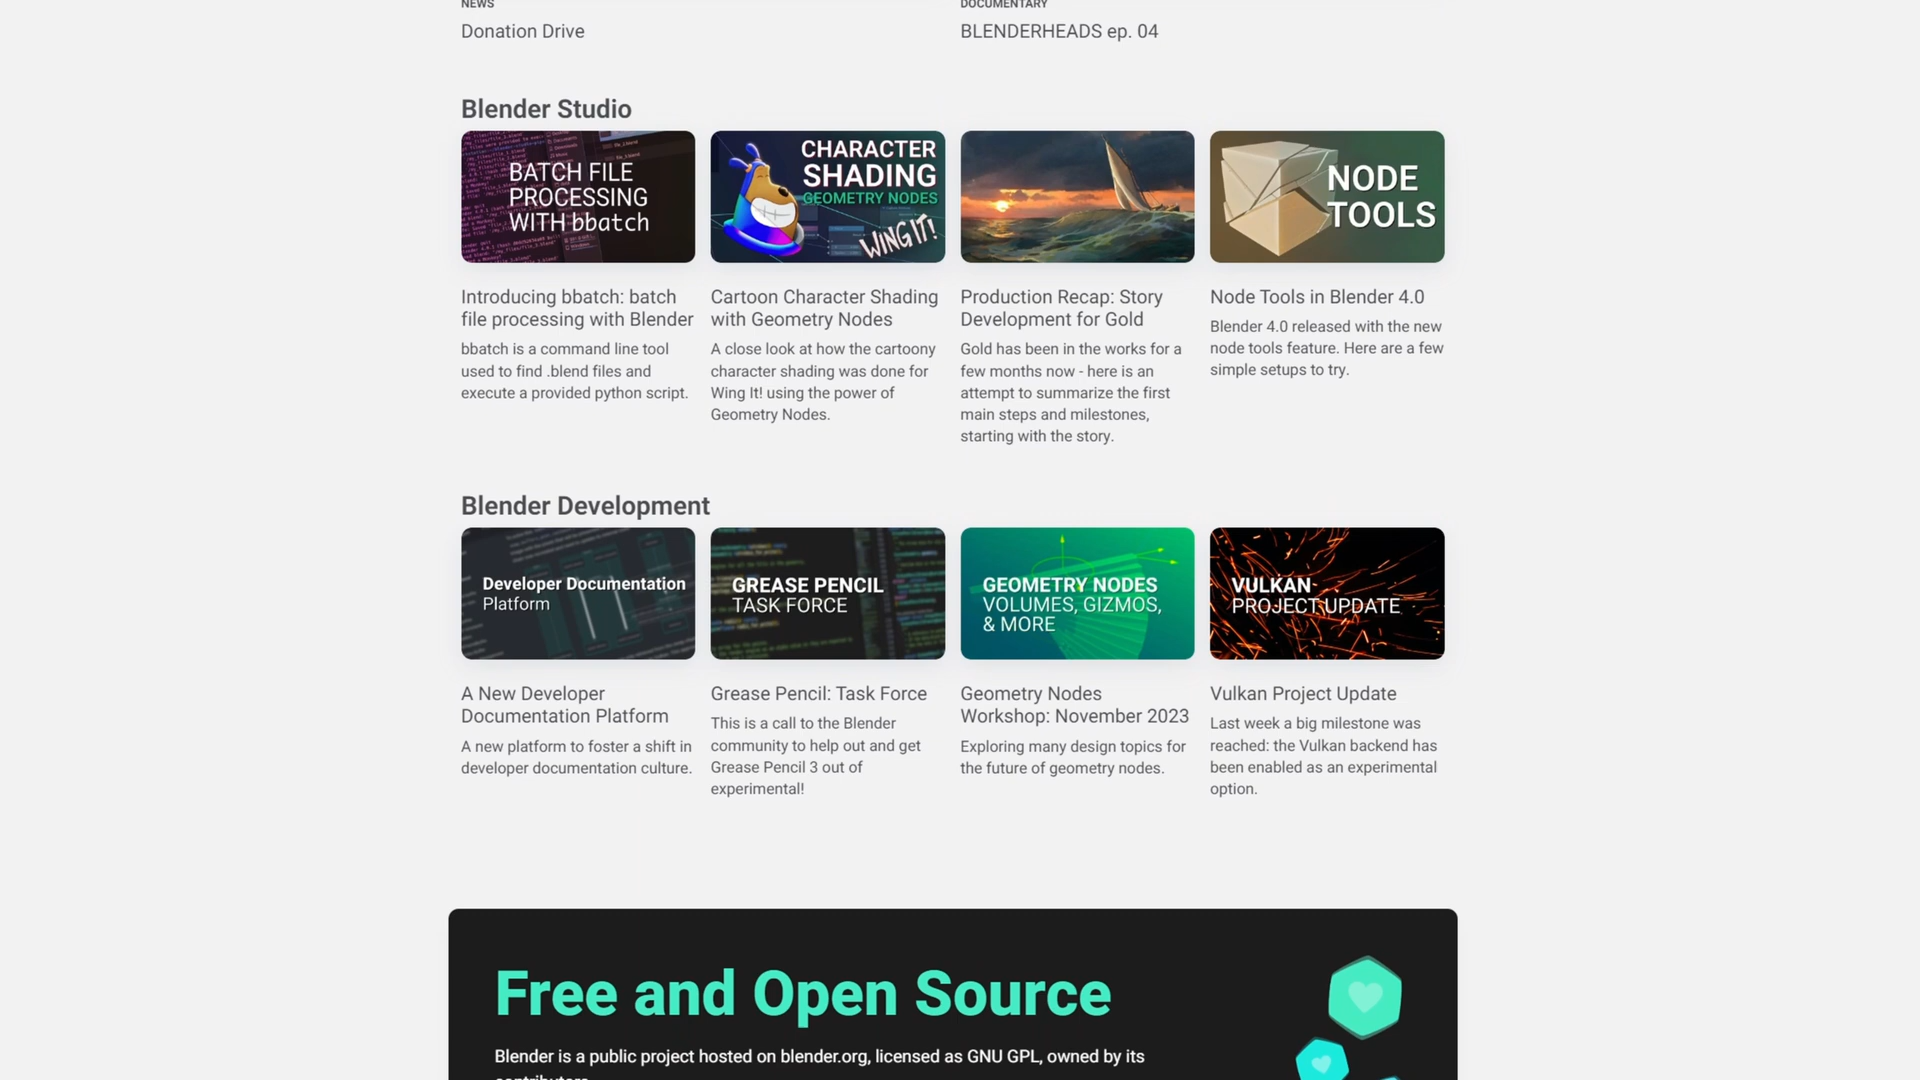 NEWS
DOCUMENTARY
Donation Drive
BLENDERHEADS ep. 04
Blender Studio
BATCH FILE
PROCESSING
WITH bbatch
CHARACTER
SHADING
GEOMETRY NODES
WING IT!
NODE
TOOLS
Introducing bbatch: batch
file processing with Blender
bbatch is a command line tool
used to find .blend files and
execute a provided python script.
Cartoon Character Shading
with Geometry Nodes
A close look at how the cartoony
character shading was done for
Wing It! using the power of
Geometry Nodes.
Production Recap: Story
Development for Gold
Gold has been in the works for a
few months now - here is an
attempt to summarize the first
main steps and milestones,
starting with the story.
Node Tools in Blender 4.0
Blender 4.0 released with the new
node tools feature. Here are a few
simple setups to try.
Blender Development
Developer Documentation
Platform
GREASE PENCIL
TASK FORCE
GEOMETRY NODES
VOLUMES, GIZMOS,
& MORE
VULKAN
PROJECT UPDATE
A New Developer
Documentation Platform
A new platform to foster a shift in
developer documentation culture.
Grease Pencil: Task Force
This is a call to the Blender
community to help out and get
Grease Pencil 3 out of
experimental!
Geometry Nodes
Workshop: November 2023
Exploring many design topics for
the future of geometry nodes.
Vulkan Project Update
Last week a big milestone was
reached: the Vulkan backend has
been enabled as an experimental
option.
Free and Open Source
Blender is a public project hosted on blender.org, licensed as GNU GPL, owned by its